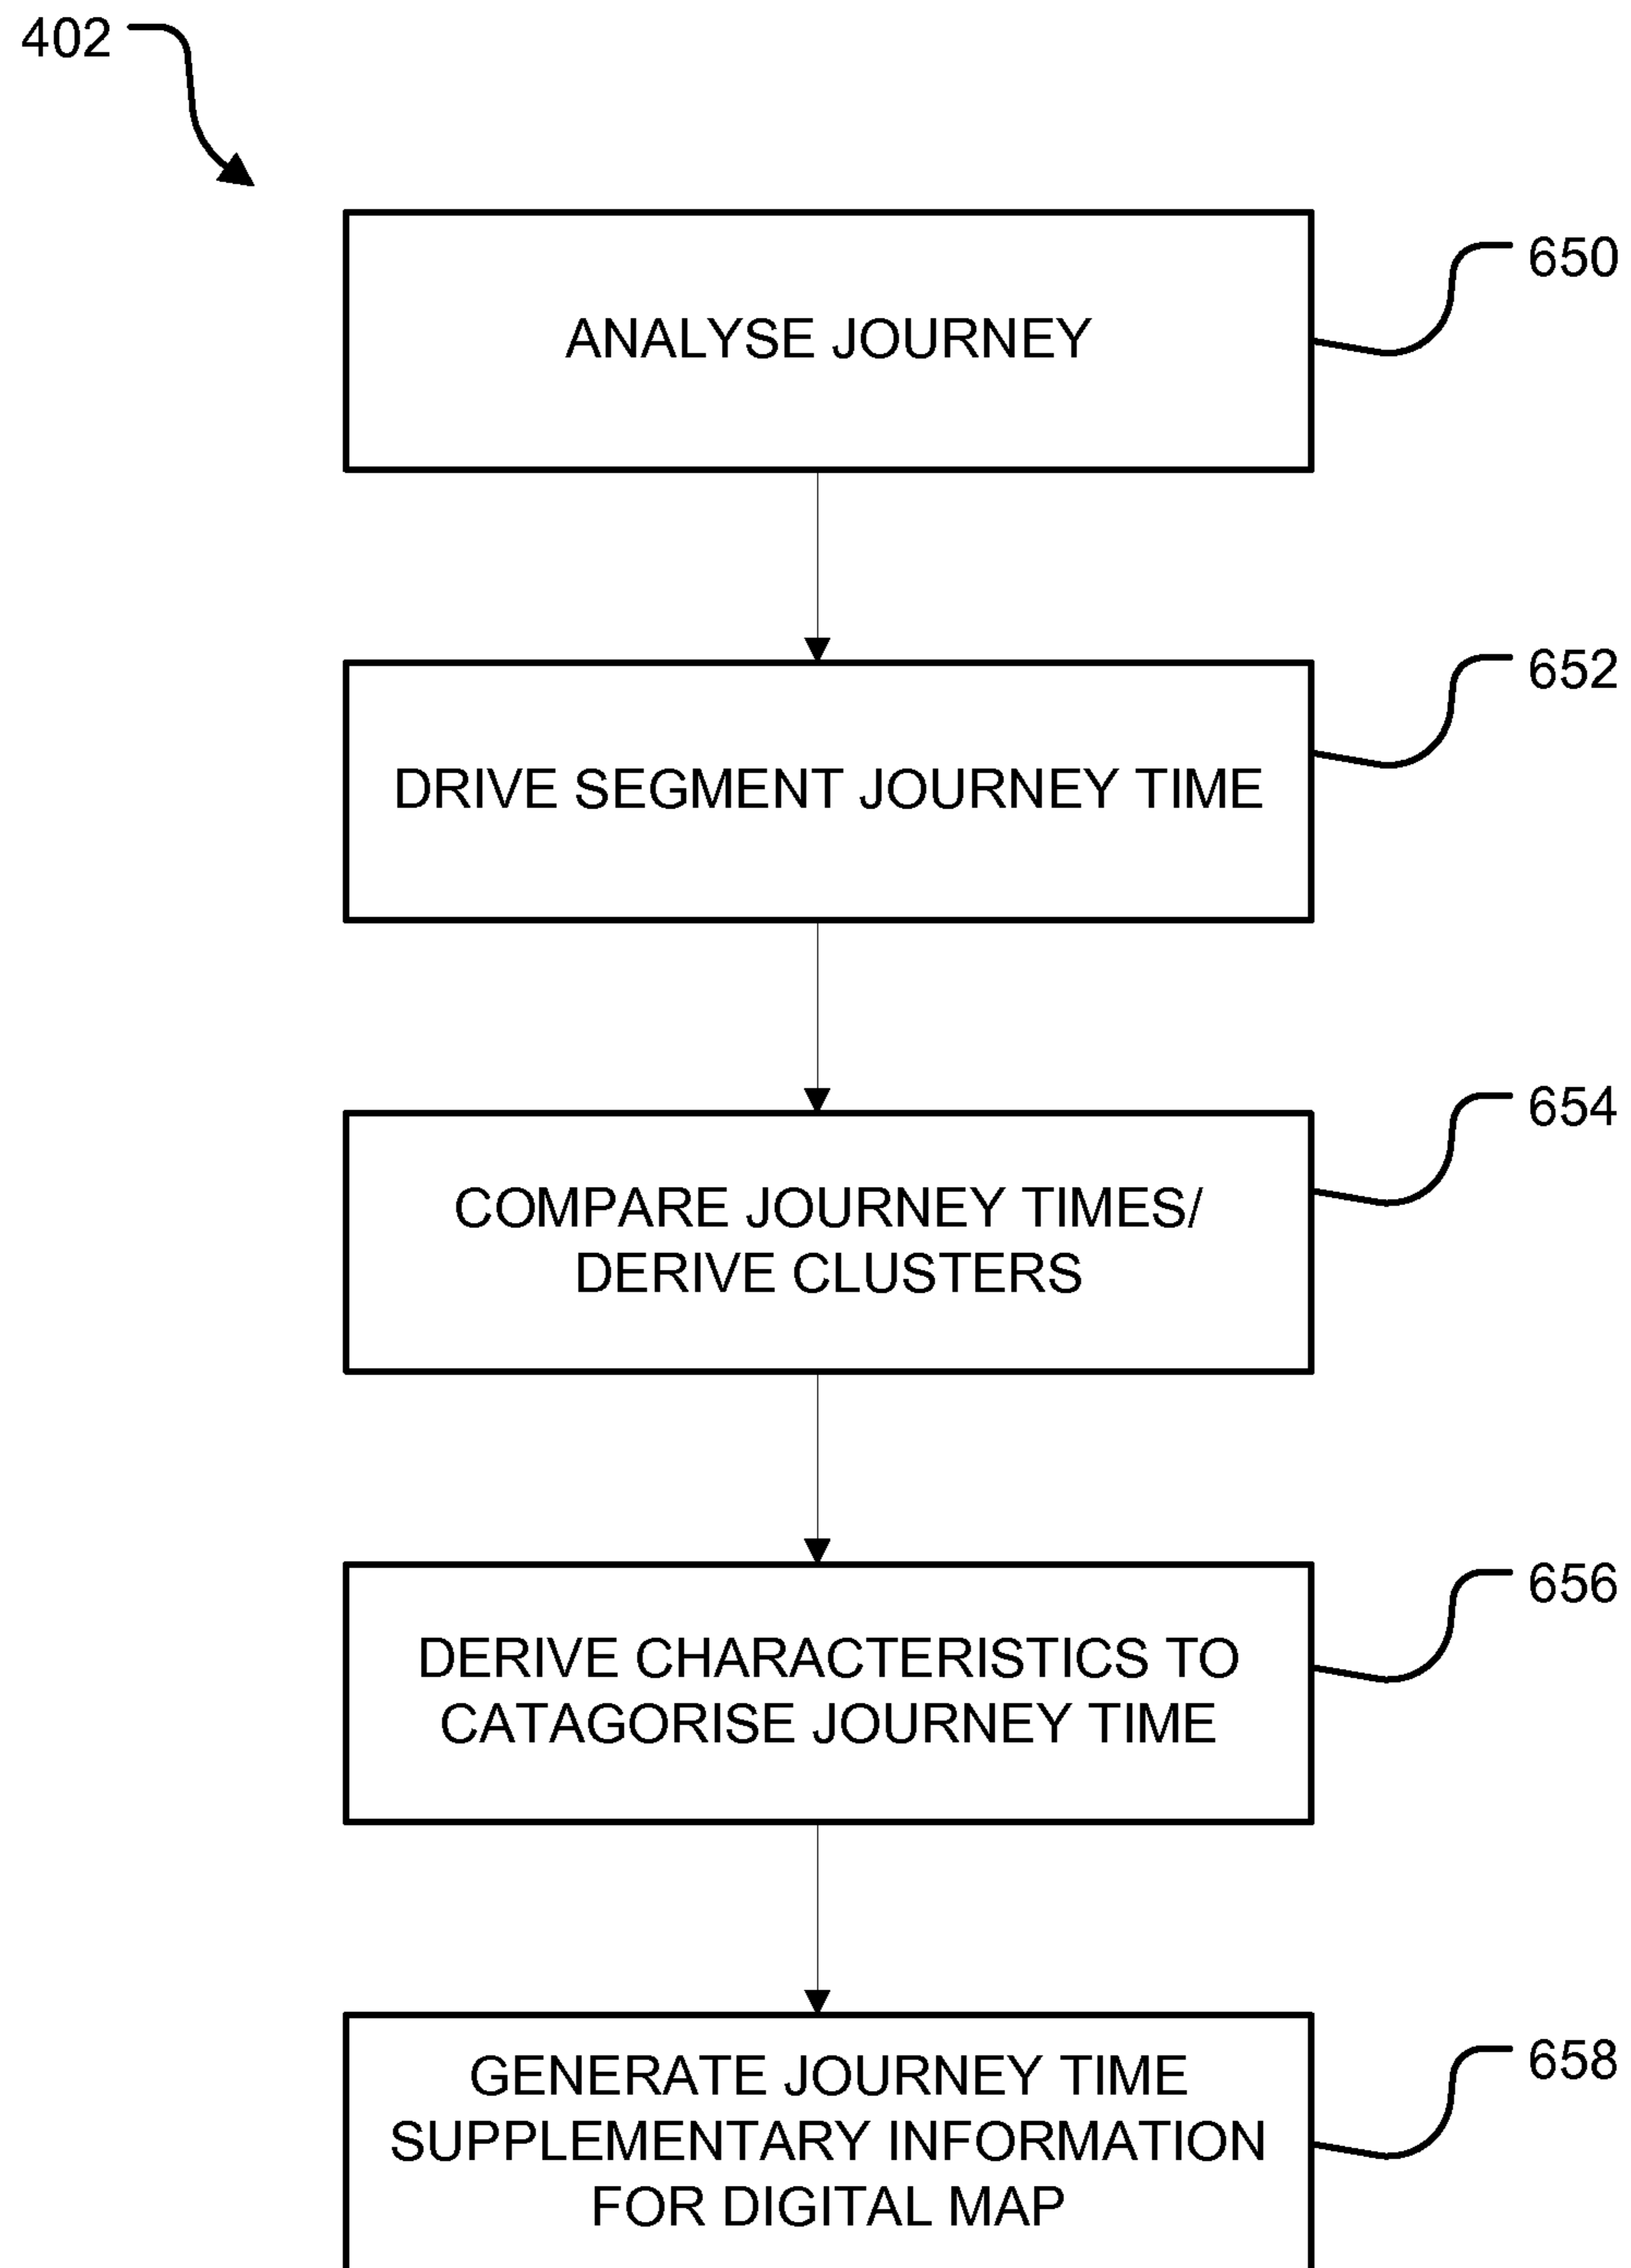 402
ANALYSE JOURNEY
650
DRIVE SEGMENT JOURNEY TIME
652
COMPARE JOURNEY TIMES/
DERIVE CLUSTERS
654
DERIVE CHARACTERISTICS TO
CATAGORISE JOURNEY TIME
656
GENERATE JOURNEY TIME
SUPPLEMENTARY INFORMATION
FOR DIGITAL MAP
658